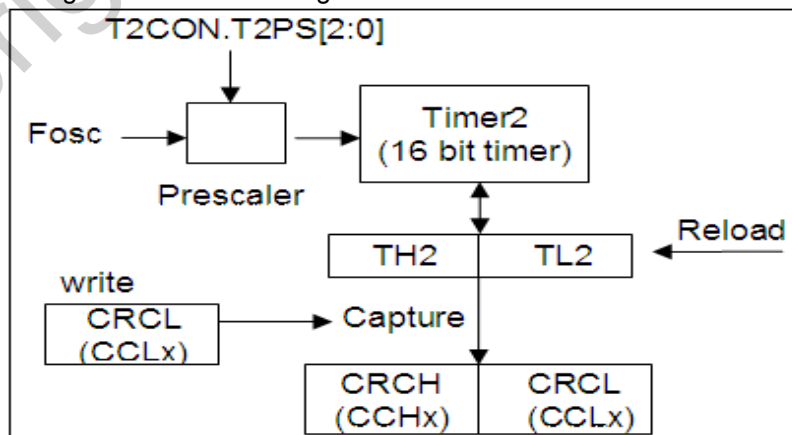 T2CON.T2PS[2:0]
Fosc
Prescaler
Timer2
(16 bit timer)
TH2
TL2
Reload
write
CRCL
(CCLx)
Capture
CRCH
(CCHx)
CRCL
(CCLx)